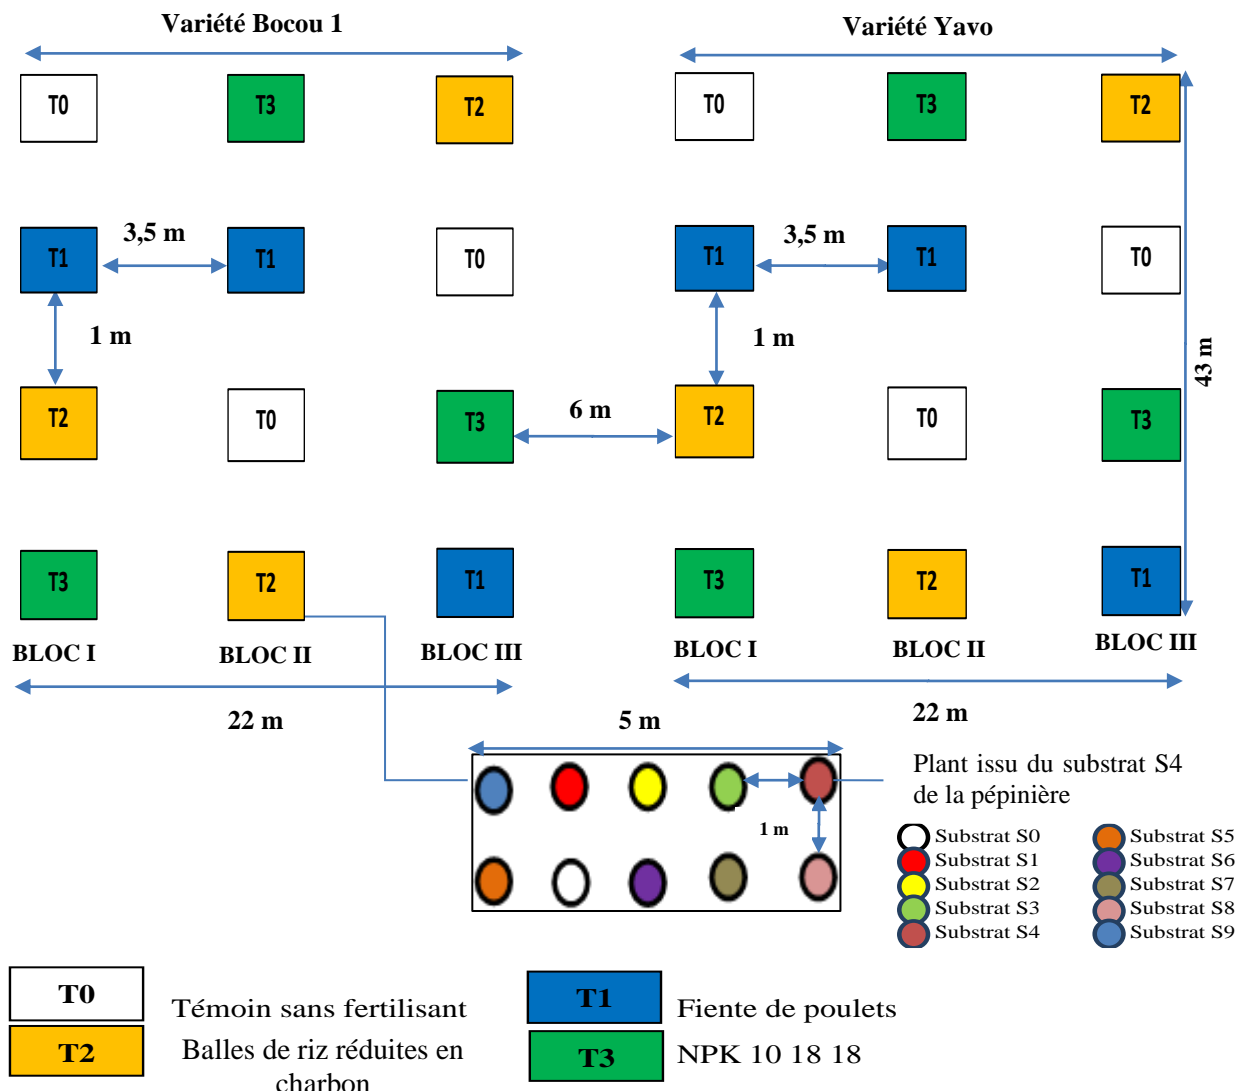 Variété Bocou 1
Variété Yavo
T0 T3 T2 T0 T3 T2
3,5 m 3,5 m
T1 T1 T0 T1 T1 T0
1 m 1 m
43 m
6 m
T2 T0 T3 T2 T0 T3
T3 T2 T1 T3 T2 T1
BLOC I BLOC II BLOC III BLOC I BLOC II BLOC III
22 m 5 m 22 m
Plant issu du substrat S4
de la pépinière
1 m
Substrat S0 Substrat S5
Substrat S1 Substrat S6
Substrat S2 Substrat S7
Substrat S3 Substrat S8
Substrat S4 Substrat S9
T0 Témoin sans fertilisant
T1 Fiente de poulets
T2 Balles de riz réduites en
charbon
T3 NPK 10 18 18